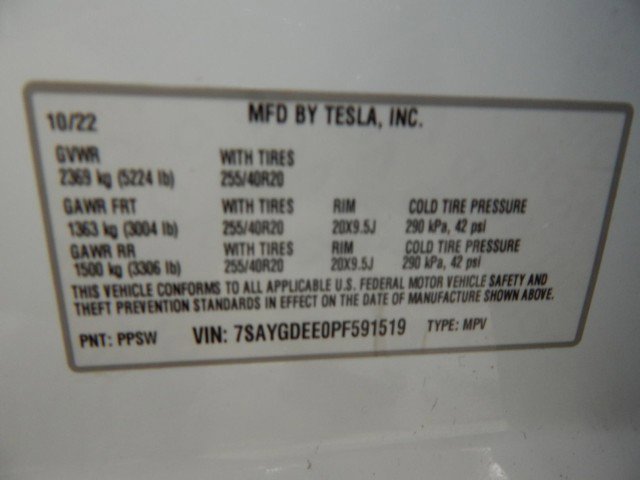 10/22 MFD BY TESLA, INC.
GVWR WITH TIRES
2369 kg (5224 lb) 255/40R20
GAWR FRT WITH TIRES RIM COLD TIRE PRESSURE
1363 kg (3004 lb) 255/40R20 20X9.5J 290 kPa, 42 psi
GAWR RR WITH TIRES RIM COLD TIRE PRESSURE
1500 kg (3306 lb) 255/40R20 20X9.5J 290 kPa, 42 psi
THIS VEHICLE CONFORMS TO ALL APPLICABLE U.S. FEDERAL MOTOR VEHICLE SAFETY AND
THEFT PREVENTION STANDARDS IN EFFECT ON THE DATE OF MANUFACTURE SHOWN ABOVE.
PNT: PPSW VIN: 7SAYGDEE0PF591519 TYPE: MPV